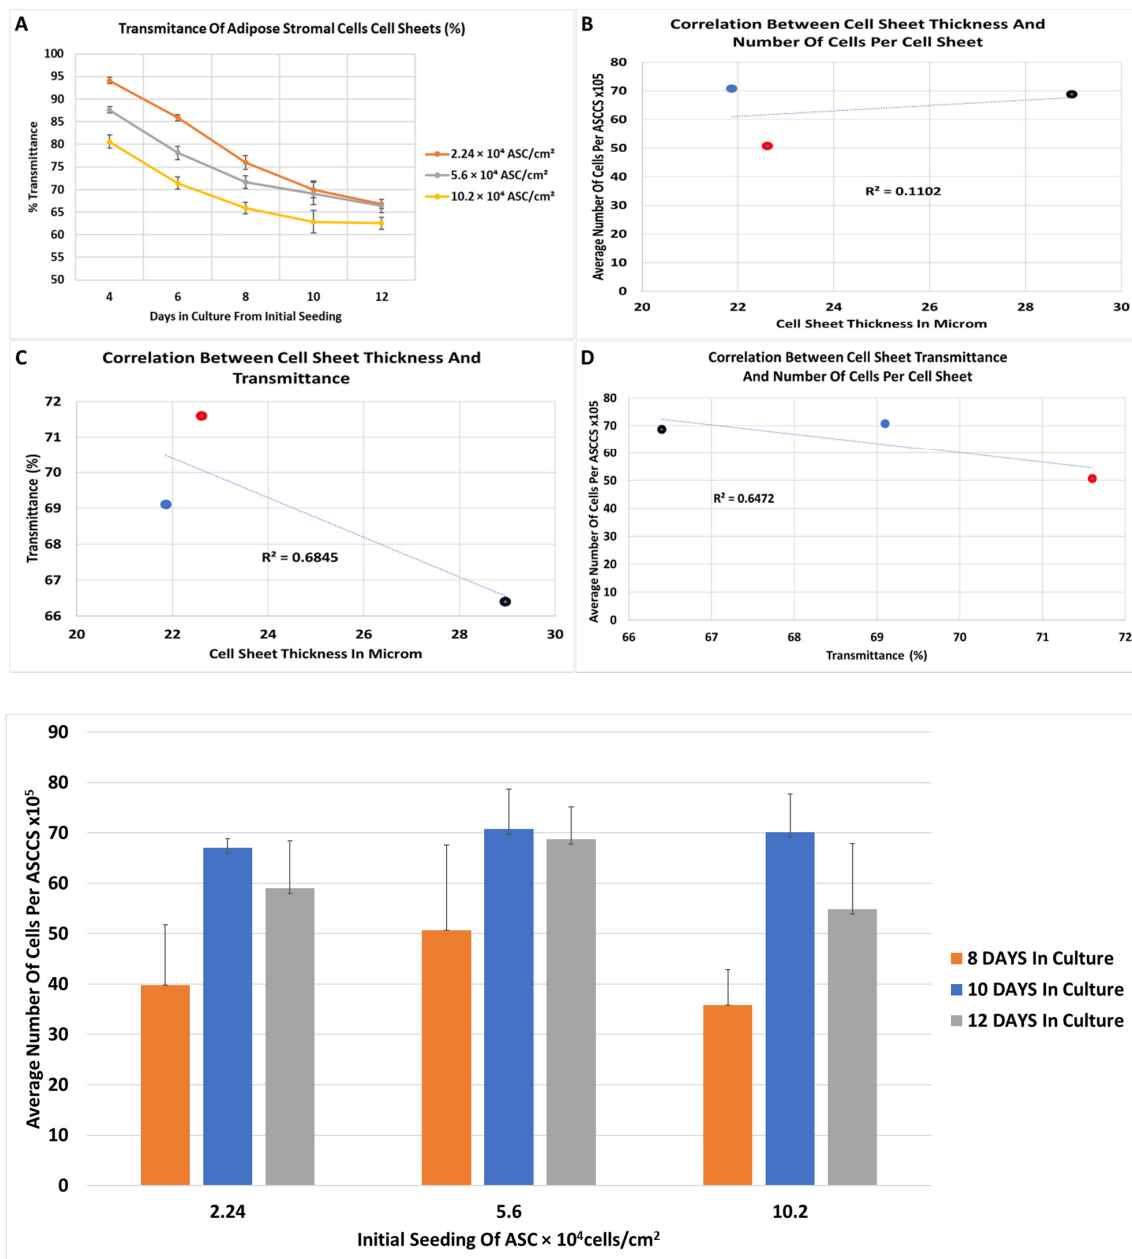 A
Transmitance Of Adipose Stromal Cells Cell Sheets (%)
100
95
90
85
80
75
70
65
60
55
50
% Transmittance
4 6 8 10 12
Days in Culture From Initial Seeding
2.24 × 10⁴ ASC/cm²
5.6 × 10⁴ ASC/cm²
10.2 × 10⁴ ASC/cm²
B
Correlation Between Cell Sheet Thickness And
Number Of Cells Per Cell Sheet
80
70
60
50
40
30
20
10
0
Average Number Of Cells Per ASCCS x105
R² = 0.1102
20 22 24 26 28 30
Cell Sheet Thickness In Microm
C
Correlation Between Cell Sheet Thickness And
Transmittance
72
71
70
69
68
67
66
Transmittance (%)
R² = 0.6845
20 22 24 26 28 30
Cell Sheet Thickness In Microm
D
Correlation Between Cell Sheet Transmittance
And Number Of Cells Per Cell Sheet
80
70
60
50
40
30
20
10
0
Average Number Of Cells Per ASCCS x105
R² = 0.6472
66 67 68 69 70 71 72
Transmittance (%)
90
80
70
60
50
40
30
20
10
0
Average Number Of Cells Per ASCCS x10⁵
2.24 5.6 10.2
Initial Seeding Of ASC × 10⁴cells/cm²
8 DAYS In Culture
10 DAYS In Culture
12 DAYS In Culture